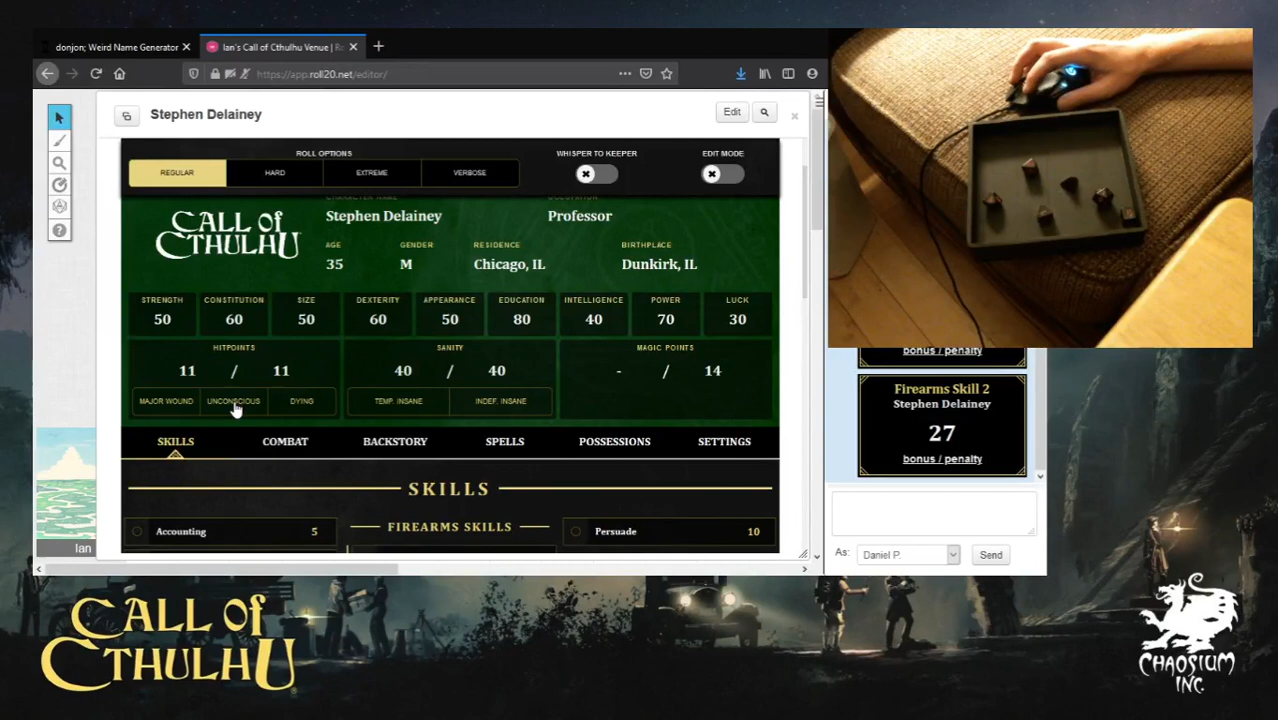 donjon; Weird Name Generator
Ian's Call of Cthulhu Venue | Ro
https://app.roll20.net/editor/
Stephen Delainey
Edit
ROLL OPTIONS
WHISPER TO KEEPER
EDIT MODE
REGULAR
HARD
EXTREME
VERBOSE
CALL of CTHULHU
Stephen Delainey
Professor
AGE
GENDER
RESIDENCE
BIRTHPLACE
35
M
Chicago, IL
Dunkirk, IL
STRENGTH
CONSTITUTION
SIZE
DEXTERITY
APPEARANCE
EDUCATION
INTELLIGENCE
POWER
LUCK
50
60
50
60
50
80
40
70
30
HITPOINTS
SANITY
MAGIC POINTS
11 / 11
40 / 40
- / 14
MAJOR WOUND
UNCONSCIOUS
DYING
TEMP. INSANE
INDEF. INSANE
SKILLS
COMBAT
BACKSTORY
SPELLS
POSSESSIONS
SETTINGS
SKILLS
Accounting 5
FIREARMS SKILLS
Persuade 10
Ian
bonus / penalty
Firearms Skill 2
Stephen Delainey
27
bonus / penalty
As: Daniel P.
Send
CALL of CTHULHU
CHAOSIUM INC.